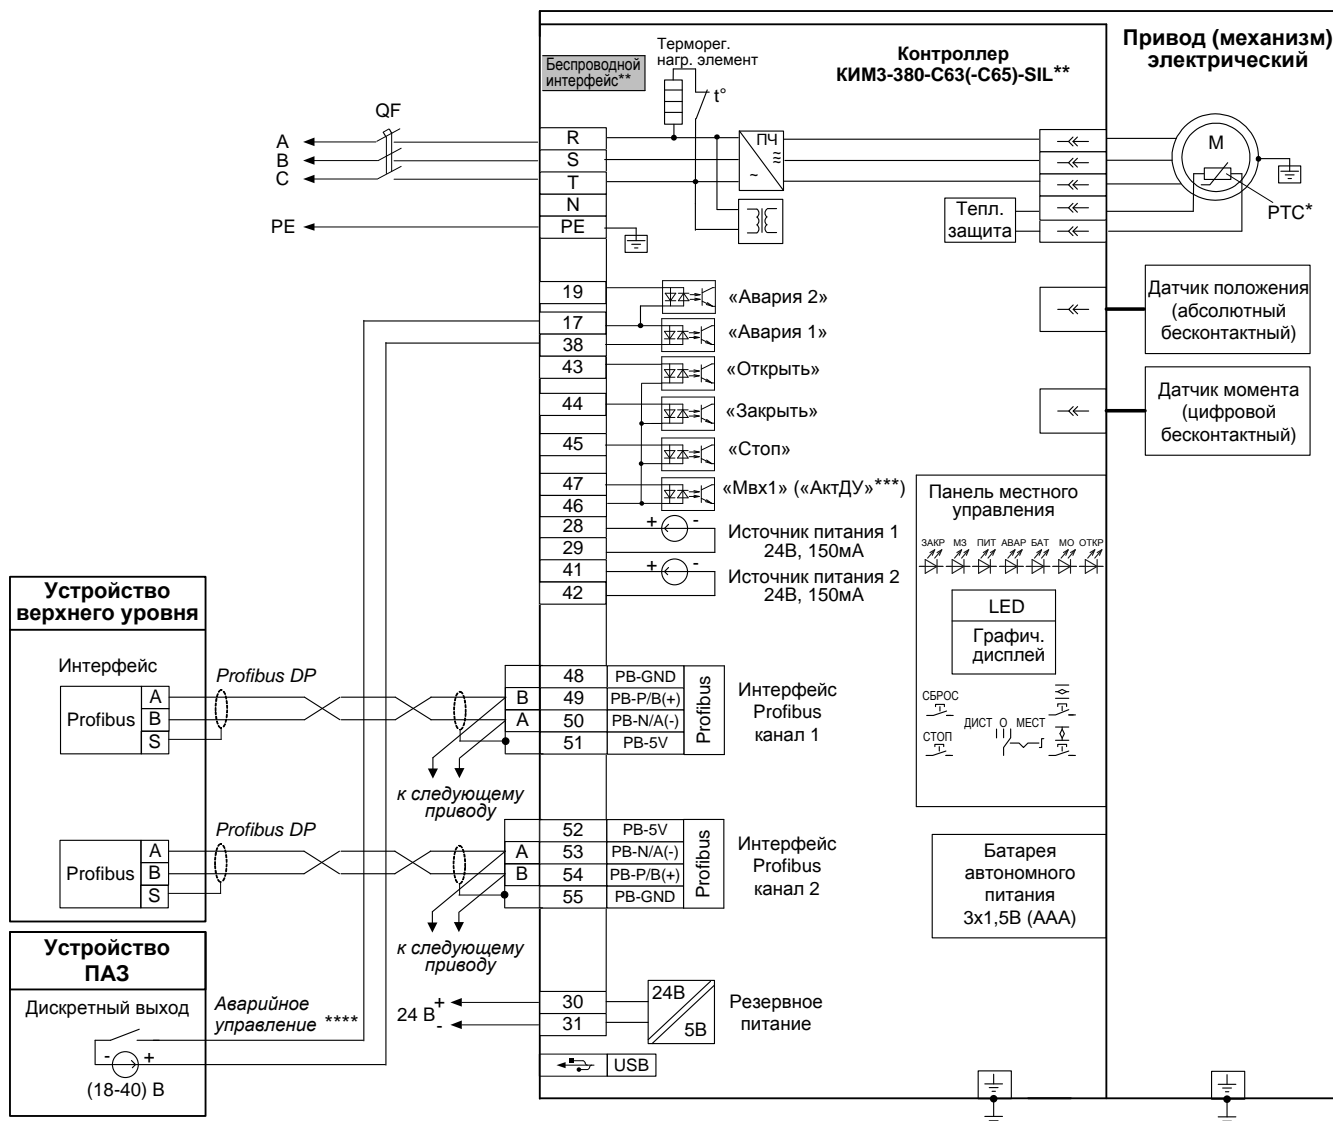 Беспроводной
интерфейс**
Терморег.
нагр. элемент
t°
Контроллер
КИМ3-380-С63(-С65)-SIL**
Привод (механизм)
электрический
QF
A
B
C
PE
R
S
T
N
PE
ПЧ
≈
~
M
PTC*
Тепл.
защита
19
17
38
43
44
45
47
46
28
29
41
42
«Авария 2»
«Авария 1»
«Открыть»
«Закрыть»
«Стоп»
«Мвх1» («АктДУ»***)
+ -
Источник питания 1
24В, 150мА
+ -
Источник питания 2
24В, 150мА
Датчик положения
(абсолютный
бесконтактный)
Датчик момента
(цифровой
бесконтактный)
Панель местного
управления
ЗАКР МЗ ПИТ АВАР БАТ МО ОТКР
LED
Графич.
дисплей
СБРОС
СТОП
ДИСТ О МЕСТ
Батарея
автономного
питания
3х1,5В (ААА)
Устройство
верхнего уровня
Интерфейс
Profibus
A
B
S
Profibus DP
B
A
48 PB-GND
49 PB-P/B(+)
50 PB-N/A(-)
51 PB-5V
Profibus
Интерфейс
Profibus
канал 1
к следующему
приводу
Profibus
A
B
S
Profibus DP
A
B
52 PB-5V
53 PB-N/A(-)
54 PB-P/B(+)
55 PB-GND
Profibus
Интерфейс
Profibus
канал 2
к следующему
приводу
Устройство
ПАЗ
Дискретный выход
- +
(18-40) В
Аварийное
управление ****
24 В
+
-
30
31
24В
5В
Резервное
питание
USB